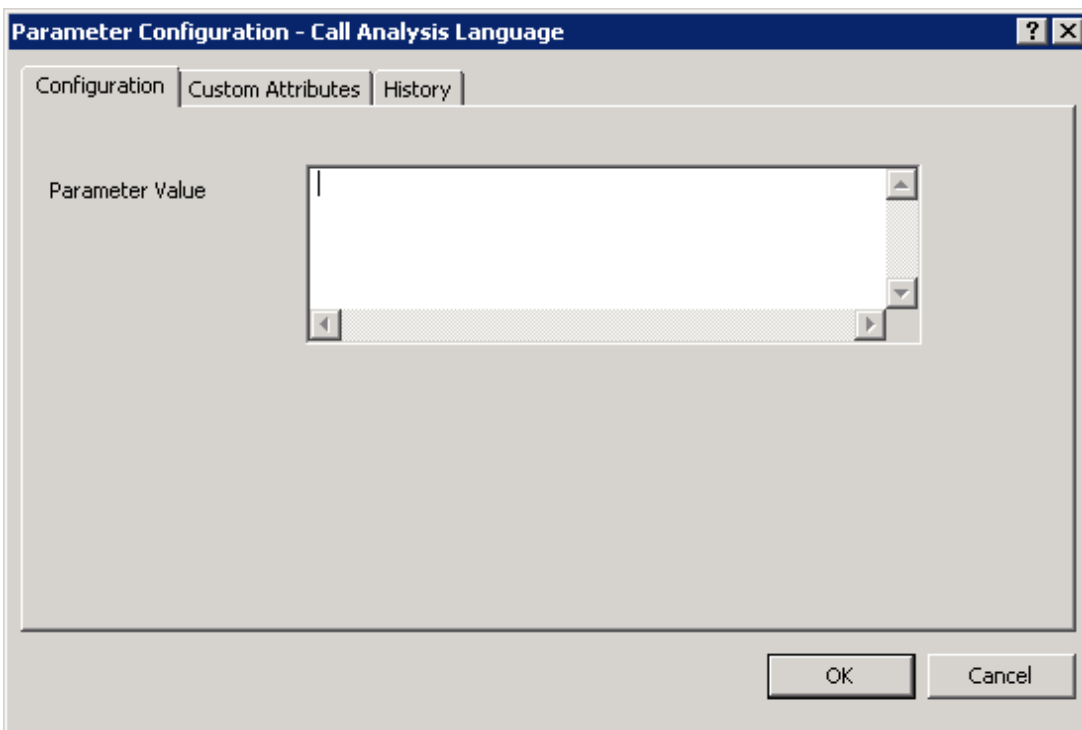 Parameter Configuration - Call Analysis Language
Configuration Custom Attributes History
Parameter Value
OK Cancel